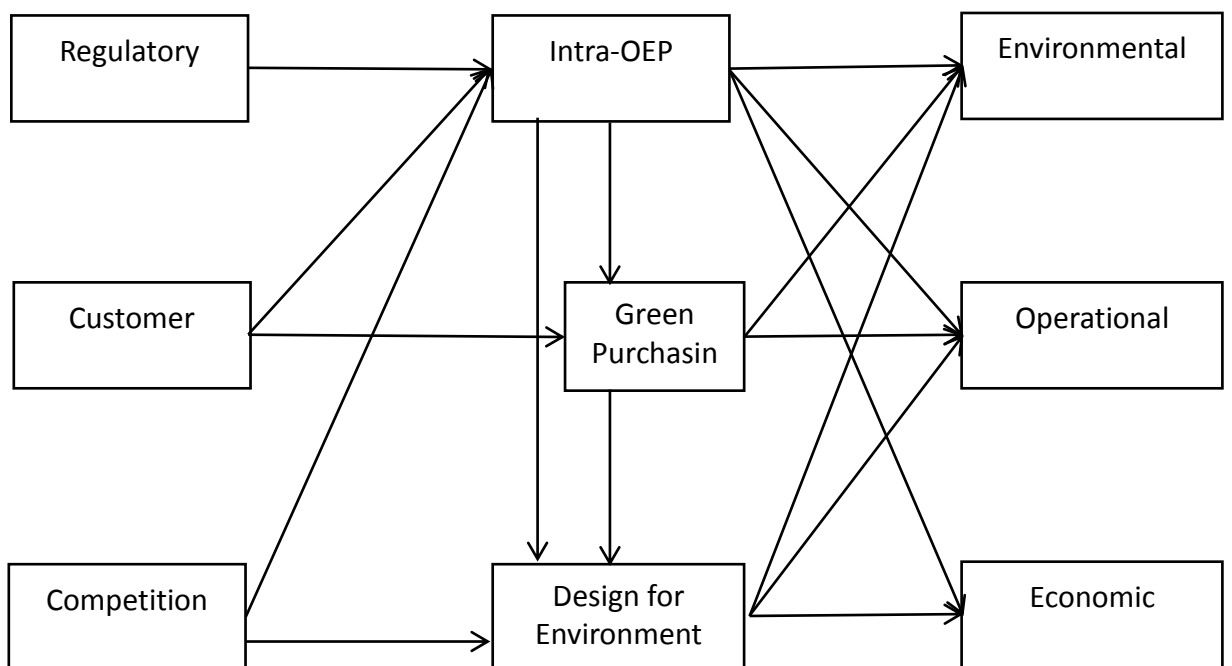 Regulatory
Intra-OEP
Environmental
Customer
Green
Purchasin
Operational
Competition
Design for
Environment
Economic